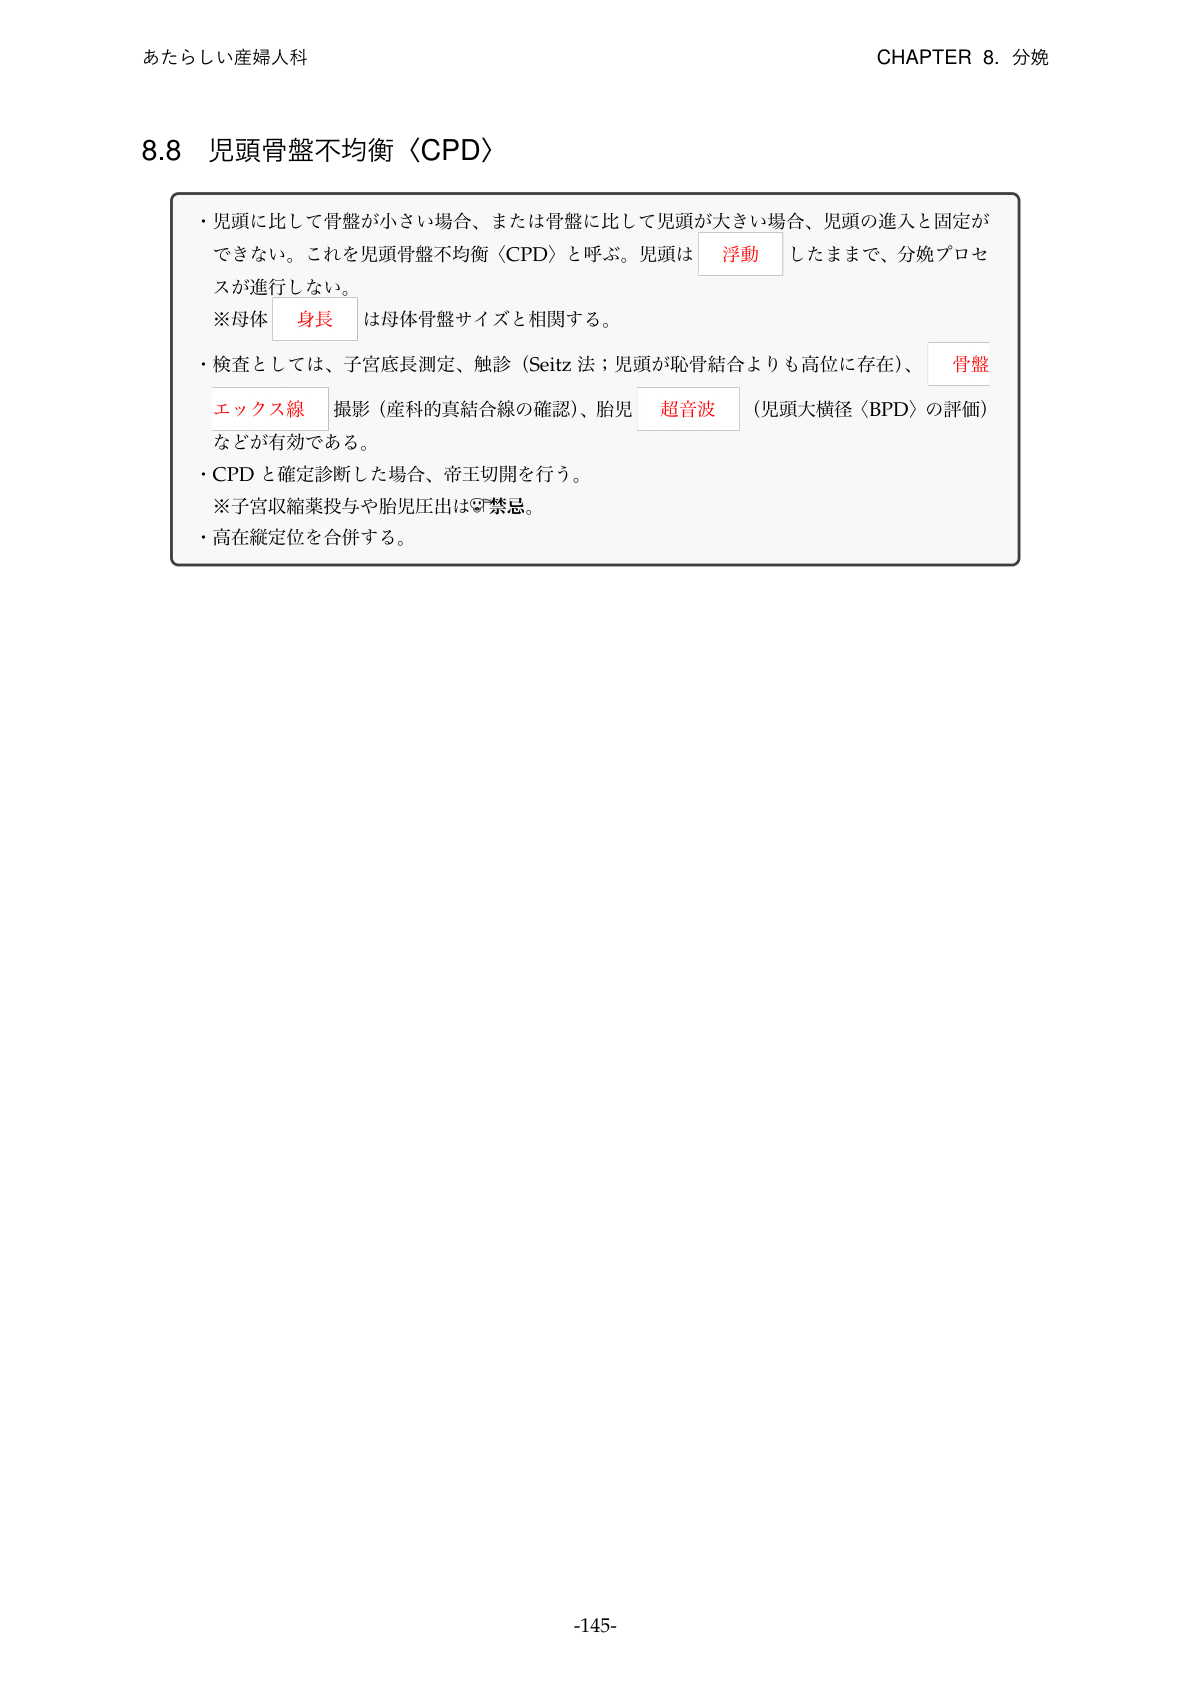 あたらしい産婦人科
CHAPTER 8. 分娩
8.8 児頭骨盤不均衡〈CPD〉
・児頭に比して骨盤が小さい場合、または骨盤に比して児頭が大きい場合、児頭の進入と固定が
できない。これを児頭骨盤不均衡〈CPD〉と呼ぶ。児頭は 浮動 したままで、分娩プロセ
スが進行しない。
※母体 身長 は母体骨盤サイズと相関する。
・検査としては、子宮底長測定、触診（Seitz 法；児頭が恥骨結合よりも高位に存在）、 骨盤
エックス線 撮影（産科的真結合線の確認）、胎児 超音波 （児頭大横径〈BPD〉の評価）
などが有効である。
・CPD と確定診断した場合、帝王切開を行う。
※子宮収縮薬投与や胎児圧出は禁忌。
・高在縦定位を合併する。
-145-